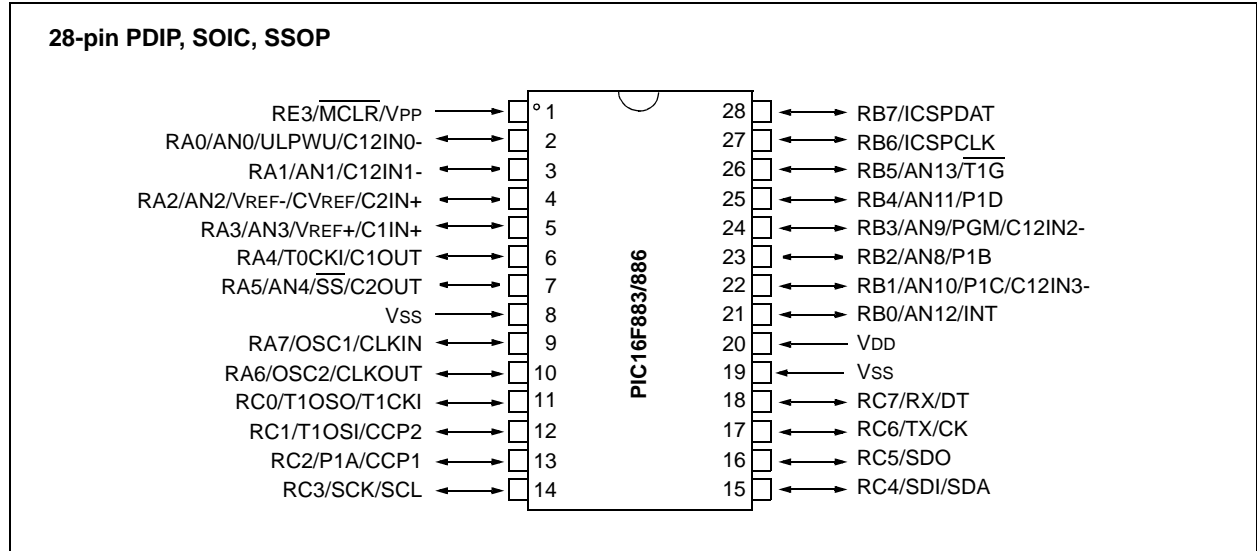 28-pin PDIP, SOIC, SSOP
RE3/MCLR/VPP 1
RA0/AN0/ULPWU/C12IN0- 2
RA1/AN1/C12IN1- 3
RA2/AN2/VREF-/CVREF/C2IN+ 4
RA3/AN3/VREF+/C1IN+ 5
RA4/T0CKI/C1OUT 6
RA5/AN4/SS/C2OUT 7
VSS 8
RA7/OSC1/CLKIN 9
RA6/OSC2/CLKOUT 10
RC0/T1OSO/T1CKI 11
RC1/T1OSI/CCP2 12
RC2/P1A/CCP1 13
RC3/SCK/SCL 14
PIC16F883/886
28 RB7/ICSPDAT
27 RB6/ICSPCLK
26 RB5/AN13/T1G
25 RB4/AN11/P1D
24 RB3/AN9/PGM/C12IN2-
23 RB2/AN8/P1B
22 RB1/AN10/P1C/C12IN3-
21 RB0/AN12/INT
20 VDD
19 VSS
18 RC7/RX/DT
17 RC6/TX/CK
16 RC5/SDO
15 RC4/SDI/SDA